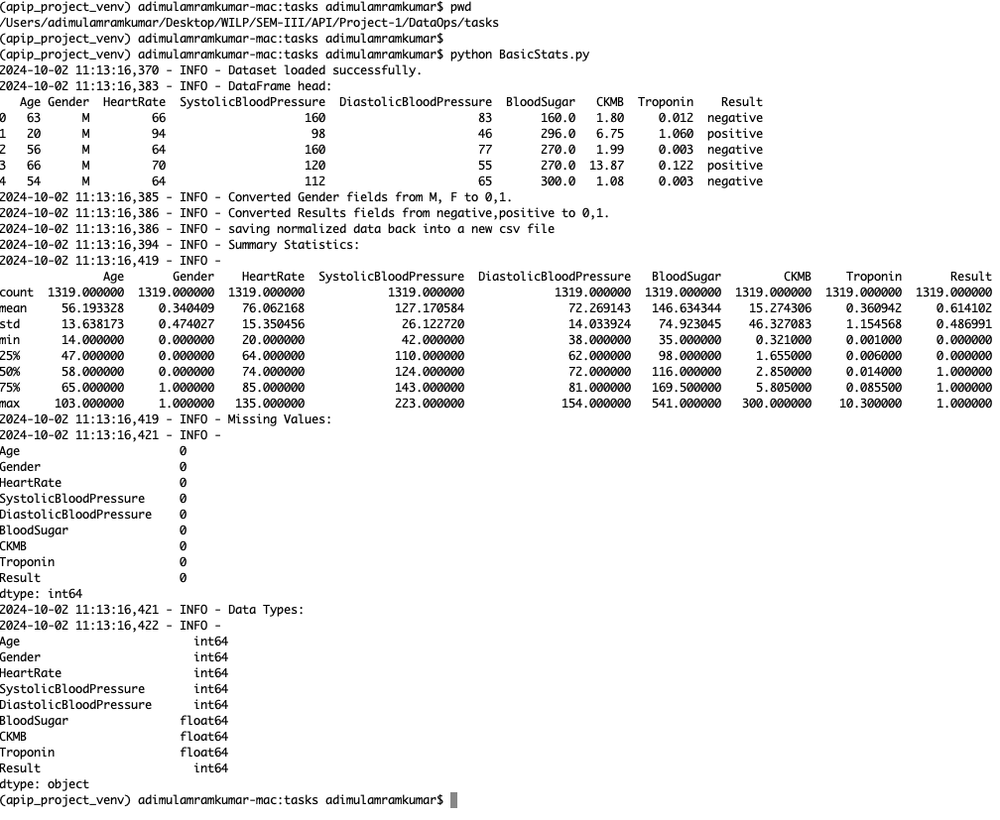 (apip_project_venv) adimulamramkumar-mac:tasks adimulamramkumar$ pwd
/Users/adimulamramkumar/Desktop/WILP/SEM-III/API/Project-1/DataOps/tasks
(apip_project_venv) adimulamramkumar-mac:tasks adimulamramkumar$
(apip_project_venv) adimulamramkumar-mac:tasks adimulamramkumar$ python BasicStats.py
2024-10-02 11:13:16,370 - INFO - Dataset loaded successfully.
2024-10-02 11:13:16,383 - INFO - DataFrame head:
   Age Gender  HeartRate  SystolicBloodPressure  DiastolicBloodPressure  BloodSugar   CKMB  Troponin    Result
0   63      M         66                    160                      83       160.0   1.80     0.012  negative
1   20      M         94                     98                      46       296.0   6.75     1.060  positive
2   56      M         64                    160                      77       270.0   1.99     0.003  negative
3   66      M         70                    120                      55       270.0  13.87     0.122  positive
4   54      M         64                    112                      65       300.0   1.08     0.003  negative
2024-10-02 11:13:16,385 - INFO - Converted Gender fields from M, F to 0,1.
2024-10-02 11:13:16,386 - INFO - Converted Results fields from negative,positive to 0,1.
2024-10-02 11:13:16,386 - INFO - saving normalized data back into a new csv file
2024-10-02 11:13:16,394 - INFO - Summary Statistics:
2024-10-02 11:13:16,419 - INFO -
               Age       Gender    HeartRate  SystolicBloodPressure  DiastolicBloodPressure   BloodSugar         CKMB     Troponin       Result
count  1319.000000  1319.000000  1319.000000            1319.000000             1319.000000  1319.000000  1319.000000  1319.000000  1319.000000
mean     56.193328     0.340409    76.062168             127.170584               72.269143   146.634344    15.274306     0.360942     0.614102
std      13.638173     0.474027    15.350456              26.122720               14.033924    74.923045    46.327083     1.154568     0.486991
min      14.000000     0.000000    20.000000              42.000000               38.000000    35.000000     0.321000     0.001000     0.000000
25%      47.000000     0.000000    64.000000             110.000000               62.000000    98.000000     1.655000     0.006000     0.000000
50%      58.000000     0.000000    74.000000             124.000000               72.000000   116.000000     2.850000     0.014000     1.000000
75%      65.000000     1.000000    85.000000             143.000000               81.000000   169.500000     5.805000     0.085500     1.000000
max     103.000000     1.000000   135.000000             223.000000              154.000000   541.000000   300.000000    10.300000     1.000000
2024-10-02 11:13:16,419 - INFO - Missing Values:
2024-10-02 11:13:16,421 - INFO -
Age                       0
Gender                    0
HeartRate                 0
SystolicBloodPressure     0
DiastolicBloodPressure    0
BloodSugar                0
CKMB                      0
Troponin                  0
Result                    0
dtype: int64
2024-10-02 11:13:16,421 - INFO - Data Types:
2024-10-02 11:13:16,422 - INFO -
Age                         int64
Gender                      int64
HeartRate                   int64
SystolicBloodPressure       int64
DiastolicBloodPressure      int64
BloodSugar                float64
CKMB                      float64
Troponin                  float64
Result                      int64
dtype: object
(apip_project_venv) adimulamramkumar-mac:tasks adimulamramkumar$